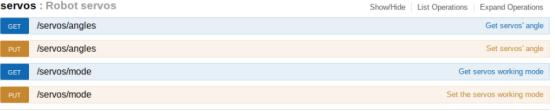 servos : Robot servos Show/Hide List Operations Expand Operations
GET /servos/angles Get servos' angle
PUT /servos/angles Set servos' angle
GET /servos/mode Get servos working mode
PUT /servos/mode Set the servos working mode